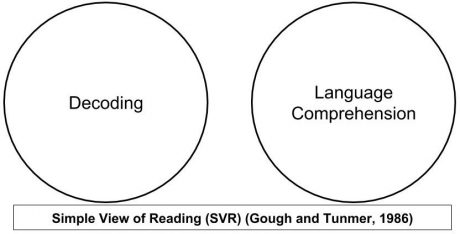 Decoding
Language
Comprehension
Simple View of Reading (SVR) (Gough and Tunmer, 1986)